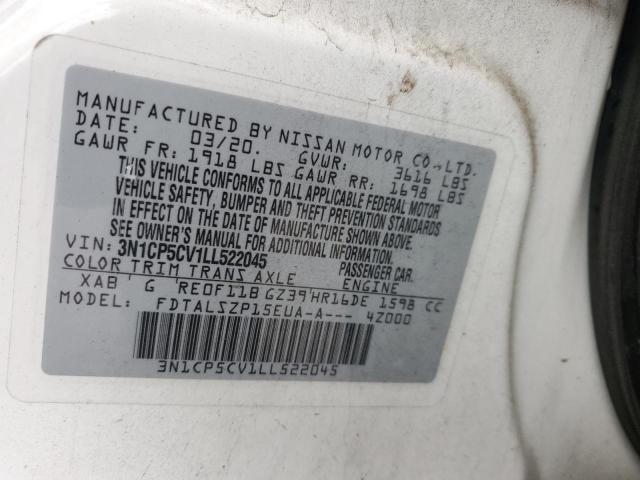 MANUFACTURED BY NISSAN MOTOR CO., LTD.
DATE: 03/20. GVWR: 3616 LBS
GAWR FR: 1918 LBS GAWR RR: 1698 LBS
THIS VEHICLE CONFORMS TO ALL APPLICABLE FEDERAL MOTOR
VEHICLE SAFETY, BUMPER AND THEFT PREVENTION STANDARDS
IN EFFECT ON THE DATE OF MANUFACTURE SHOWN ABOVE.
SEE OWNER'S MANUAL FOR ADDITIONAL INFORMATION.
VIN: 3N1CP5CV1LL522045 PASSENGER CAR.
COLOR TRIM TRANS AXLE ENGINE
XAB G RE0F11B GZ39 HR16DE 1598 CC
MODEL: FDTALSZP15EUA-A--- 4Z000
3N1CP5CV1LL522045